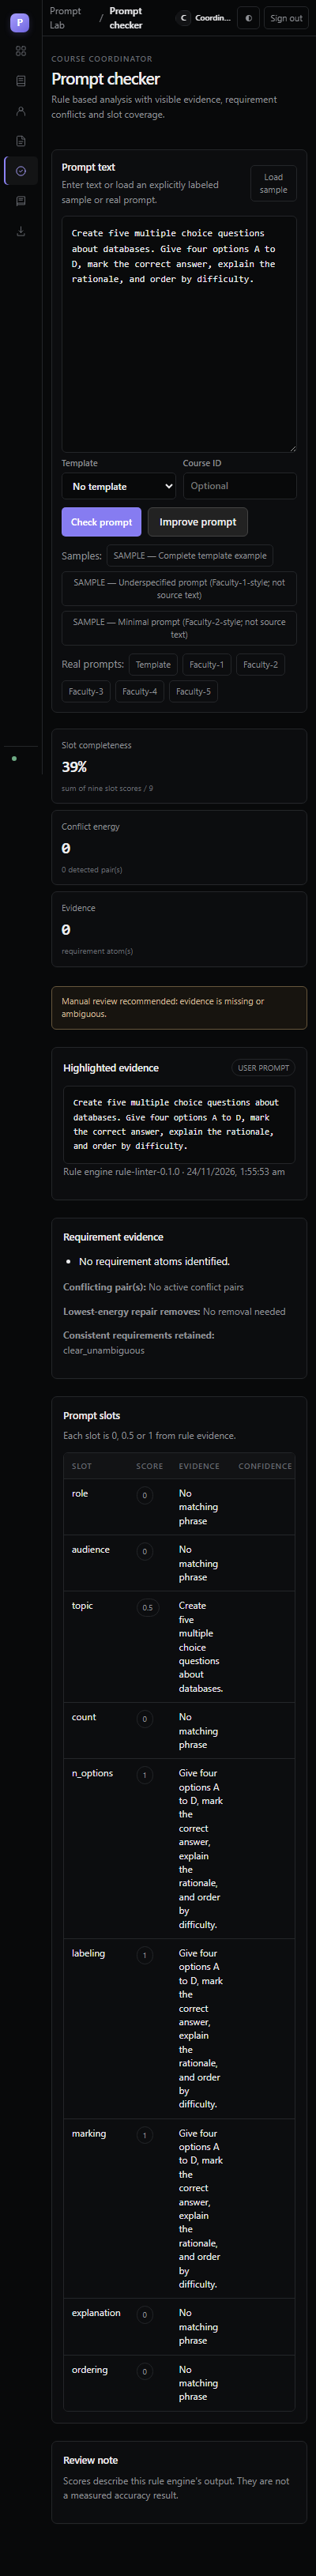 P
Prompt Lab / Prompt checker
C Coordin... Sign out
COURSE COORDINATOR
Prompt checker
Rule based analysis with visible evidence, requirement
conflicts and slot coverage.
Prompt text
Enter text or load an explicitly labeled
sample or real prompt.
Load
sample
Create five multiple choice questions
about databases. Give four options A to
D, mark the correct answer, explain the
rationale, and order by difficulty.
Template
Course ID
No template
Optional
Check prompt
Improve prompt
Samples:
SAMPLE — Complete template example
SAMPLE — Underspecified prompt (Faculty-1-style; not
source text)
SAMPLE — Minimal prompt (Faculty-2-style; not source
text)
Real prompts:
Template
Faculty-1
Faculty-2
Faculty-3
Faculty-4
Faculty-5
Slot completeness
39%
sum of nine slot scores / 9
Conflict energy
0
0 detected pair(s)
Evidence
0
requirement atom(s)
Manual review recommended: evidence is missing or
ambiguous.
Highlighted evidence
USER PROMPT
Create five multiple choice questions about
databases. Give four options A to D, mark
the correct answer, explain the rationale,
and order by difficulty.
Rule engine rule-linter-0.1.0 · 24/11/2026, 1:55:53 am
Requirement evidence
• No requirement atoms identified.
Conflicting pair(s): No active conflict pairs
Lowest-energy repair removes: No removal needed
Consistent requirements retained:
clear_unambiguous
Prompt slots
Each slot is 0, 0.5 or 1 from rule evidence.
SLOT SCORE EVIDENCE CONFIDENCE
role 0 No
matching
phrase
audience 0 No
matching
phrase
topic 0.5 Create
five
multiple
choice
questions
about
databases.
count 0 No
matching
phrase
n_options 1 Give four
options A
to D, mark
the
correct
answer,
explain
the
rationale,
and order
by
difficulty.
labeling 1 Give four
options A
to D, mark
the
correct
answer,
explain
the
rationale,
and order
by
difficulty.
marking 1 Give four
options A
to D, mark
the
correct
answer,
explain
the
rationale,
and order
by
difficulty.
explanation 0 No
matching
phrase
ordering 0 No
matching
phrase
Review note
Scores describe this rule engine's output. They are not
a measured accuracy result.